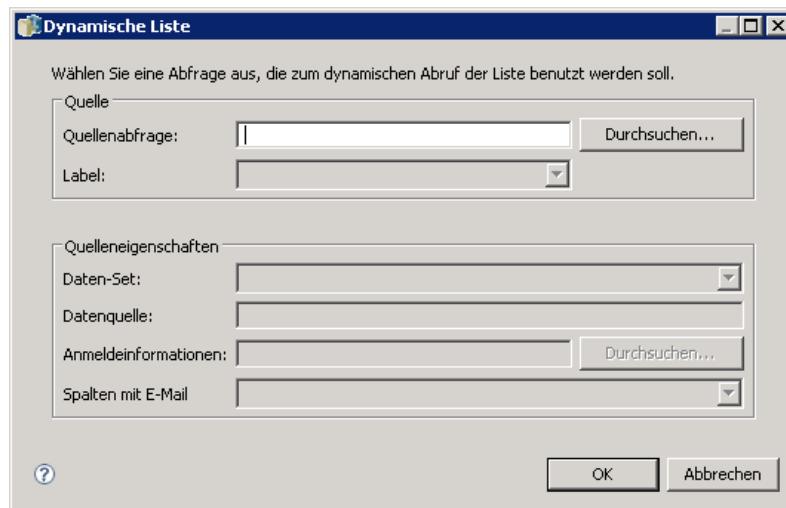 Dynamische Liste
Wählen Sie eine Abfrage aus, die zum dynamischen Abruf der Liste benutzt werden soll.
Quelle
Quellenabfrage: Durchsuchen...
Label:
Quelleneigenschaften
Daten-Set:
Datenquelle:
Anmeldeinformationen: Durchsuchen...
Spalten mit E-Mail
? OK Abbrechen